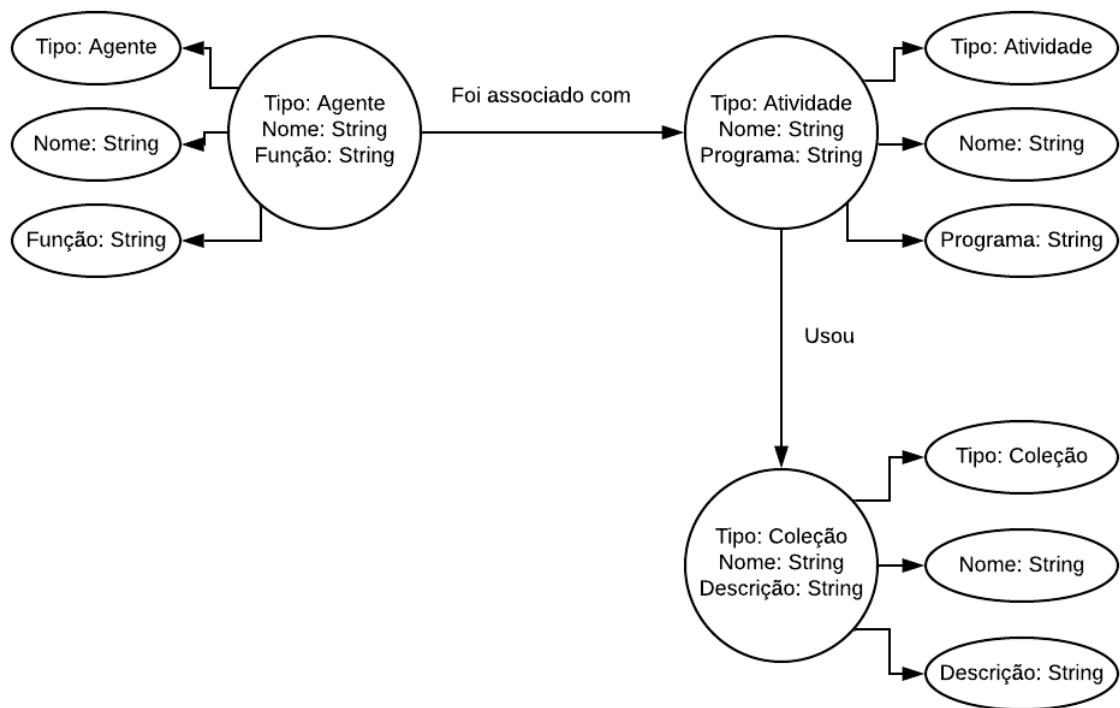 Tipo: Agente
Nome: String
Função: String
Tipo: Agente
Nome: String
Função: String
Foi associado com
Tipo: Atividade
Nome: String
Programa: String
Tipo: Atividade
Nome: String
Programa: String
Usou
Tipo: Coleção
Nome: String
Descrição: String
Tipo: Coleção
Nome: String
Descrição: String